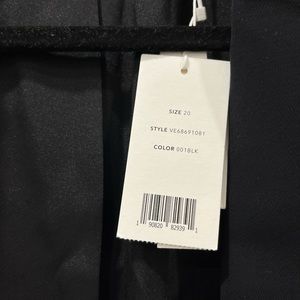 SIZE 20
STYLE VE68691081
COLOR 001BLK
1 90820 82939 1